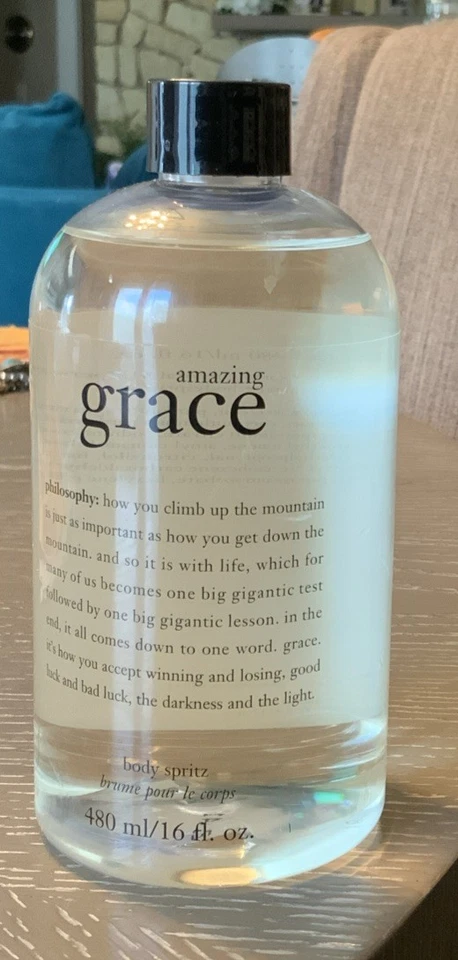 amazing
grace
philosophy: how you climb up the mountain
is just as important as how you get down the
mountain. and so it is with life, which for
many of us becomes one big gigantic test
followed by one big gigantic lesson. in the
end, it all comes down to one word. grace.
it's how you accept winning and losing, good
luck and bad luck, the darkness and the light.
body spritz
brume pour le corps
480 ml/16 fl. oz.